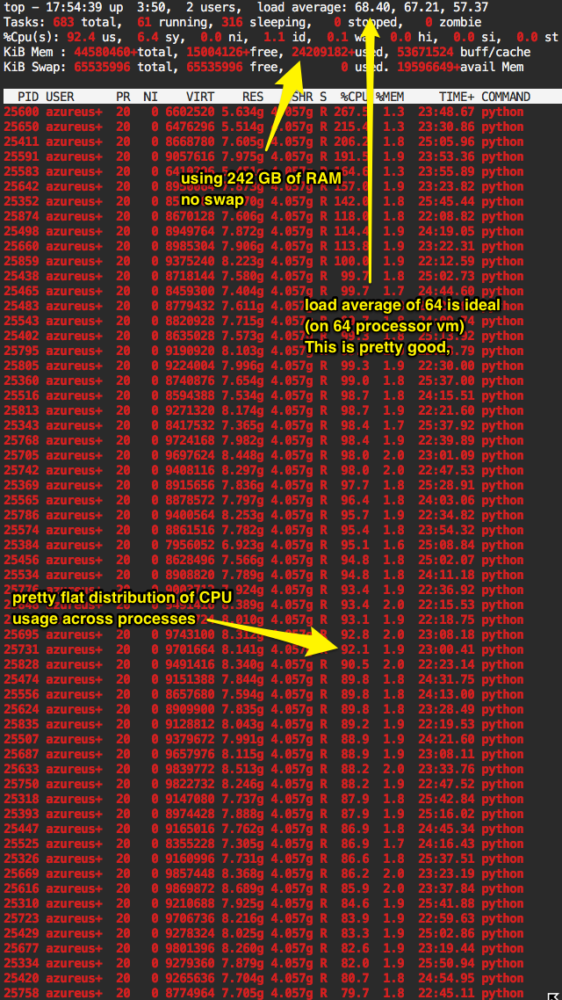 top - 17:54:39 up  3:50,  2 users,  load average: 68.40, 67.21, 57.37
Tasks: 683 total,  61 running, 316 sleeping,   0 stopped,   0 zombie
%Cpu(s): 92.4 us,  6.4 sy,  0.0 ni,  1.1 id,  0.1 wa,  0.0 hi,  0.0 si,  0.0 st
KiB Mem : 44580460+total, 15004126+free, 24209182+used, 53671524 buff/cache
KiB Swap: 65535996 total, 65535996 free,        0 used. 19596649+avail Mem
PID USER      PR  NI    VIRT    RES    SHR S  %CPU %MEM     TIME+ COMMAND
25600 azureus+  20   0 6602520 5.634g 4.057g R 267.5  1.3  23:48.67 python
25650 azureus+  20   0 6476296 5.514g 4.057g R 215.4  1.3  23:30.86 python
25411 azureus+  20   0 8668780 7.605g 4.057g R 206.2  1.8  25:05.96 python
25591 azureus+  20   0 9057616 7.975g 4.057g R 191.5  1.9  23:53.36 python
25583 azureus+  20   0 R 1.3 python
using 242 GB of RAM
25642 azureus+  20   0 R 1.9 python
no swap
25352 azureus+  20   0 4.057g R 142.0  1.8  25:45.44 python
25874 azureus+  20   0 8670128 7.606g 4.057g R 118.0  1.8  22:08.82 python
25498 azureus+  20   0 8949764 7.872g 4.057g R 114.4  1.9  24:19.05 python
25660 azureus+  20   0 8985304 7.906g 4.057g R 113.8  1.9  23:22.31 python
25859 azureus+  20   0 9375240 8.223g 4.057g R 100.0  1.9  22:12.59 python
25438 azureus+  20   0 8718144 7.580g 4.057g R  99.7  1.8  25:02.73 python
25465 azureus+  20   0 8459300 7.404g 4.057g R  99.7  1.7  24:44.60 python
load average of 64 is ideal
25483 azureus+  20   0 8779432 7.611g python
25543 azureus+  20   0 7.715g python
(on 64 processor vm)
25402 azureus+  20   0 8635028 7.573g python
25795 azureus+  20   0 9190920 8.103g python
This is pretty good,
25805 azureus+  20   0 9224004 7.996g 4.057g R  99.3  1.8  22:30.00 python
25360 azureus+  20   0 8740876 7.654g 4.057g R  99.0  1.8  25:37.00 python
25516 azureus+  20   0 8594388 7.534g 4.057g R  98.7  1.8  24:15.51 python
25813 azureus+  20   0 9271320 8.174g 4.057g R  98.7  1.9  22:21.60 python
25343 azureus+  20   0 8417532 7.365g 4.057g R  98.4  1.7  25:37.92 python
25768 azureus+  20   0 9724168 7.982g 4.057g R  98.4  1.9  22:39.89 python
25705 azureus+  20   0 9697624 8.448g 4.057g R  98.0  2.0  23:01.09 python
25742 azureus+  20   0 9408116 8.297g 4.057g R  98.0  2.0  22:47.53 python
25369 azureus+  20   0 8915656 7.836g 4.057g R  97.7  1.8  25:28.91 python
25565 azureus+  20   0 8878572 7.797g 4.057g R  96.4  1.8  24:03.06 python
25786 azureus+  20   0 9400564 8.253g 4.057g R  95.7  1.9  22:34.82 python
25574 azureus+  20   0 8861516 7.782g 4.057g R  95.4  1.8  23:54.32 python
25384 azureus+  20   0 7956052 6.923g 4.057g R  95.1  1.6  25:08.84 python
25456 azureus+  20   0 8628496 7.566g 4.057g R  94.8  1.8  25:02.07 python
25534 azureus+  20   0 8908820 7.789g 4.057g R  94.8  1.8  24:11.18 python
4.057g R  93.4  1.9 python
pretty flat distribution of CPU
4.057g R  93.4  2.0 python
usage across processes
R  93.1  1.9 python
25695 azureus+  20   0 9743100 R  92.8  2.0  23:08.18 python
25731 azureus+  20   0 9701664 8.141g R  92.1  1.9  23:00.41 python
25828 azureus+  20   0 9491416 8.340g 4.057g R  90.5  2.0  22:23.14 python
25474 azureus+  20   0 9151388 7.844g 4.057g R  89.8  1.8  24:31.75 python
25556 azureus+  20   0 8657680 7.594g 4.057g R  89.8  1.8  24:13.00 python
25624 azureus+  20   0 8909900 7.835g 4.057g R  89.8  1.8  23:28.49 python
25835 azureus+  20   0 9128812 8.043g 4.057g R  89.2  1.9  22:19.53 python
25507 azureus+  20   0 9379672 7.991g 4.057g R  88.9  1.9  24:21.60 python
25687 azureus+  20   0 9657976 8.115g 4.057g R  88.9  1.9  23:08.11 python
25633 azureus+  20   0 9839772 8.513g 4.057g R  88.2  2.0  23:33.76 python
25750 azureus+  20   0 9822732 8.246g 4.057g R  88.2  1.9  22:47.52 python
25318 azureus+  20   0 9147080 7.737g 4.057g R  87.9  1.8  25:42.84 python
25393 azureus+  20   0 8974428 7.888g 4.057g R  87.9  1.9  25:16.02 python
25447 azureus+  20   0 9165016 7.762g 4.057g R  86.9  1.8  24:45.34 python
25525 azureus+  20   0 8355228 7.305g 4.057g R  86.9  1.7  24:16.43 python
25326 azureus+  20   0 9160996 7.731g 4.057g R  86.6  1.8  25:37.51 python
25669 azureus+  20   0 9857448 8.368g 4.057g R  86.2  2.0  23:23.19 python
25616 azureus+  20   0 9869872 8.689g 4.057g R  85.9  2.0  23:37.84 python
25310 azureus+  20   0 9210688 7.925g 4.057g R  84.6  1.9  25:41.88 python
25723 azureus+  20   0 9706736 8.216g 4.057g R  83.9  1.9  22:59.63 python
25429 azureus+  20   0 9278324 8.025g 4.057g R  83.3  1.9  25:02.86 python
25677 azureus+  20   0 9801396 8.260g 4.057g R  82.6  1.9  23:19.44 python
25334 azureus+  20   0 9279360 7.879g 4.057g R  82.0  1.9  25:50.94 python
25420 azureus+  20   0 9265636 7.704g 4.057g R  80.7  1.8  24:54.95 python
25758 azureus+  20   0 8774964 7.705g 4.057g R  79.7  1.8  22:45.11 python